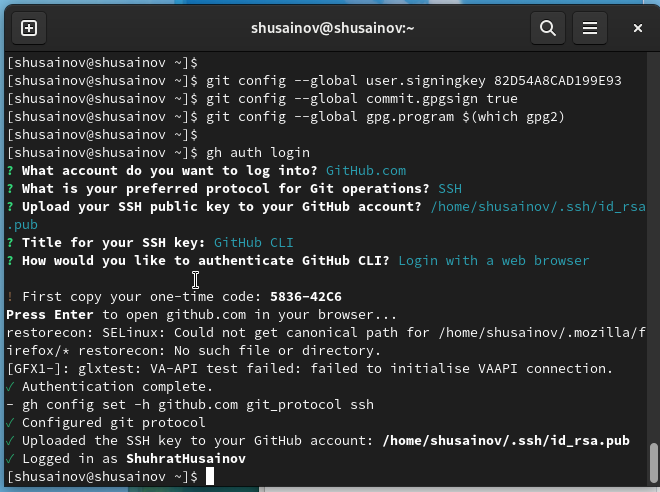 shusainov@shusainov:~
[shusainov@shusainov ~]$
[shusainov@shusainov ~]$ git config --global user.signingkey 82D54A8CAD199E93
[shusainov@shusainov ~]$ git config --global commit.gpgsign true
[shusainov@shusainov ~]$ git config --global gpg.program $(which gpg2)
[shusainov@shusainov ~]$
[shusainov@shusainov ~]$ gh auth login
? What account do you want to log into? GitHub.com
? What is your preferred protocol for Git operations? SSH
? Upload your SSH public key to your GitHub account? /home/shusainov/.ssh/id_rsa
.pub
? Title for your SSH key: GitHub CLI
? How would you like to authenticate GitHub CLI? Login with a web browser
! First copy your one-time code: 5836-42C6
Press Enter to open github.com in your browser...
restorecon: SELinux: Could not get canonical path for /home/shusainov/.mozilla/f
irefox/* restorecon: No such file or directory.
[GFX1-]: glxtest: VA-API test failed: failed to initialise VAAPI connection.
✓ Authentication complete.
- gh config set -h github.com git_protocol ssh
✓ Configured git protocol
✓ Uploaded the SSH key to your GitHub account: /home/shusainov/.ssh/id_rsa.pub
✓ Logged in as ShuhratHusainov
[shusainov@shusainov ~]$